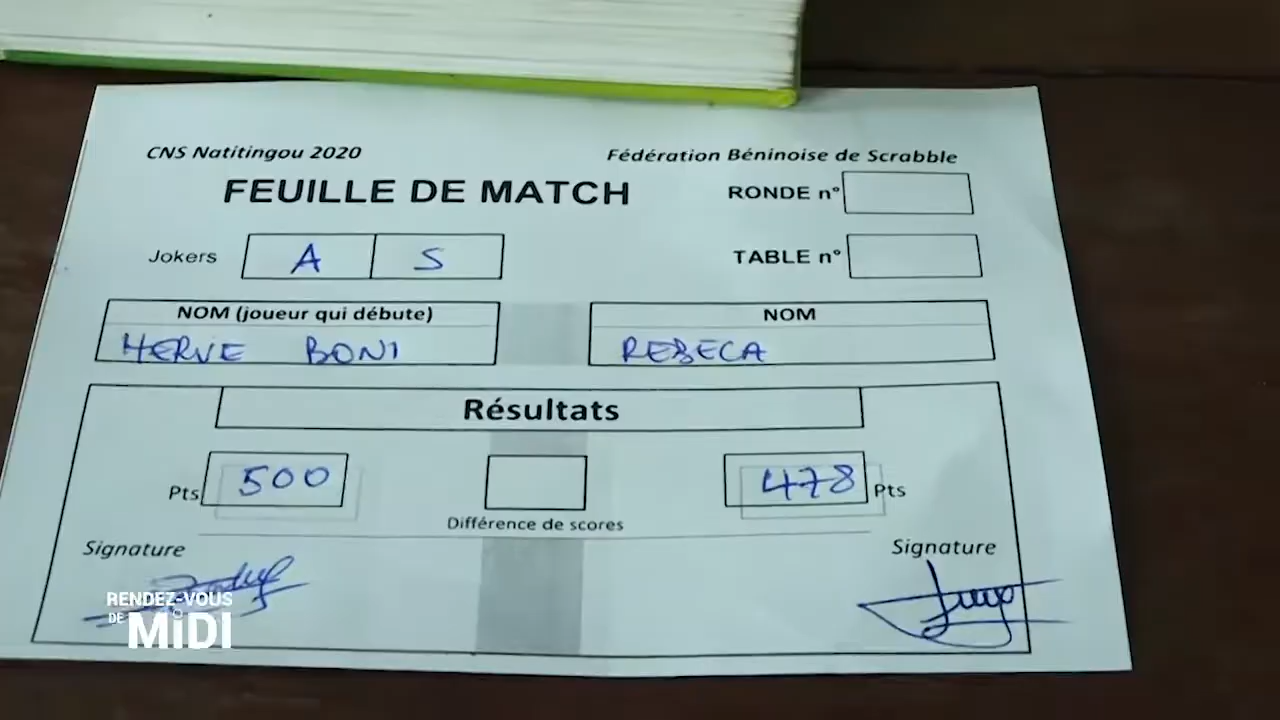 CNS Natitingou 2020
Fédération Béninoise de Scrabble
FEUILLE DE MATCH
RONDE n°
Jokers A S
TABLE n°
NOM (joueur qui débute)
HERVE BONI
NOM
REBECA
Résultats
Pts 500
Différence de scores
478 Pts
Signature
Signature
RENDEZ-VOUS
DE MiDI